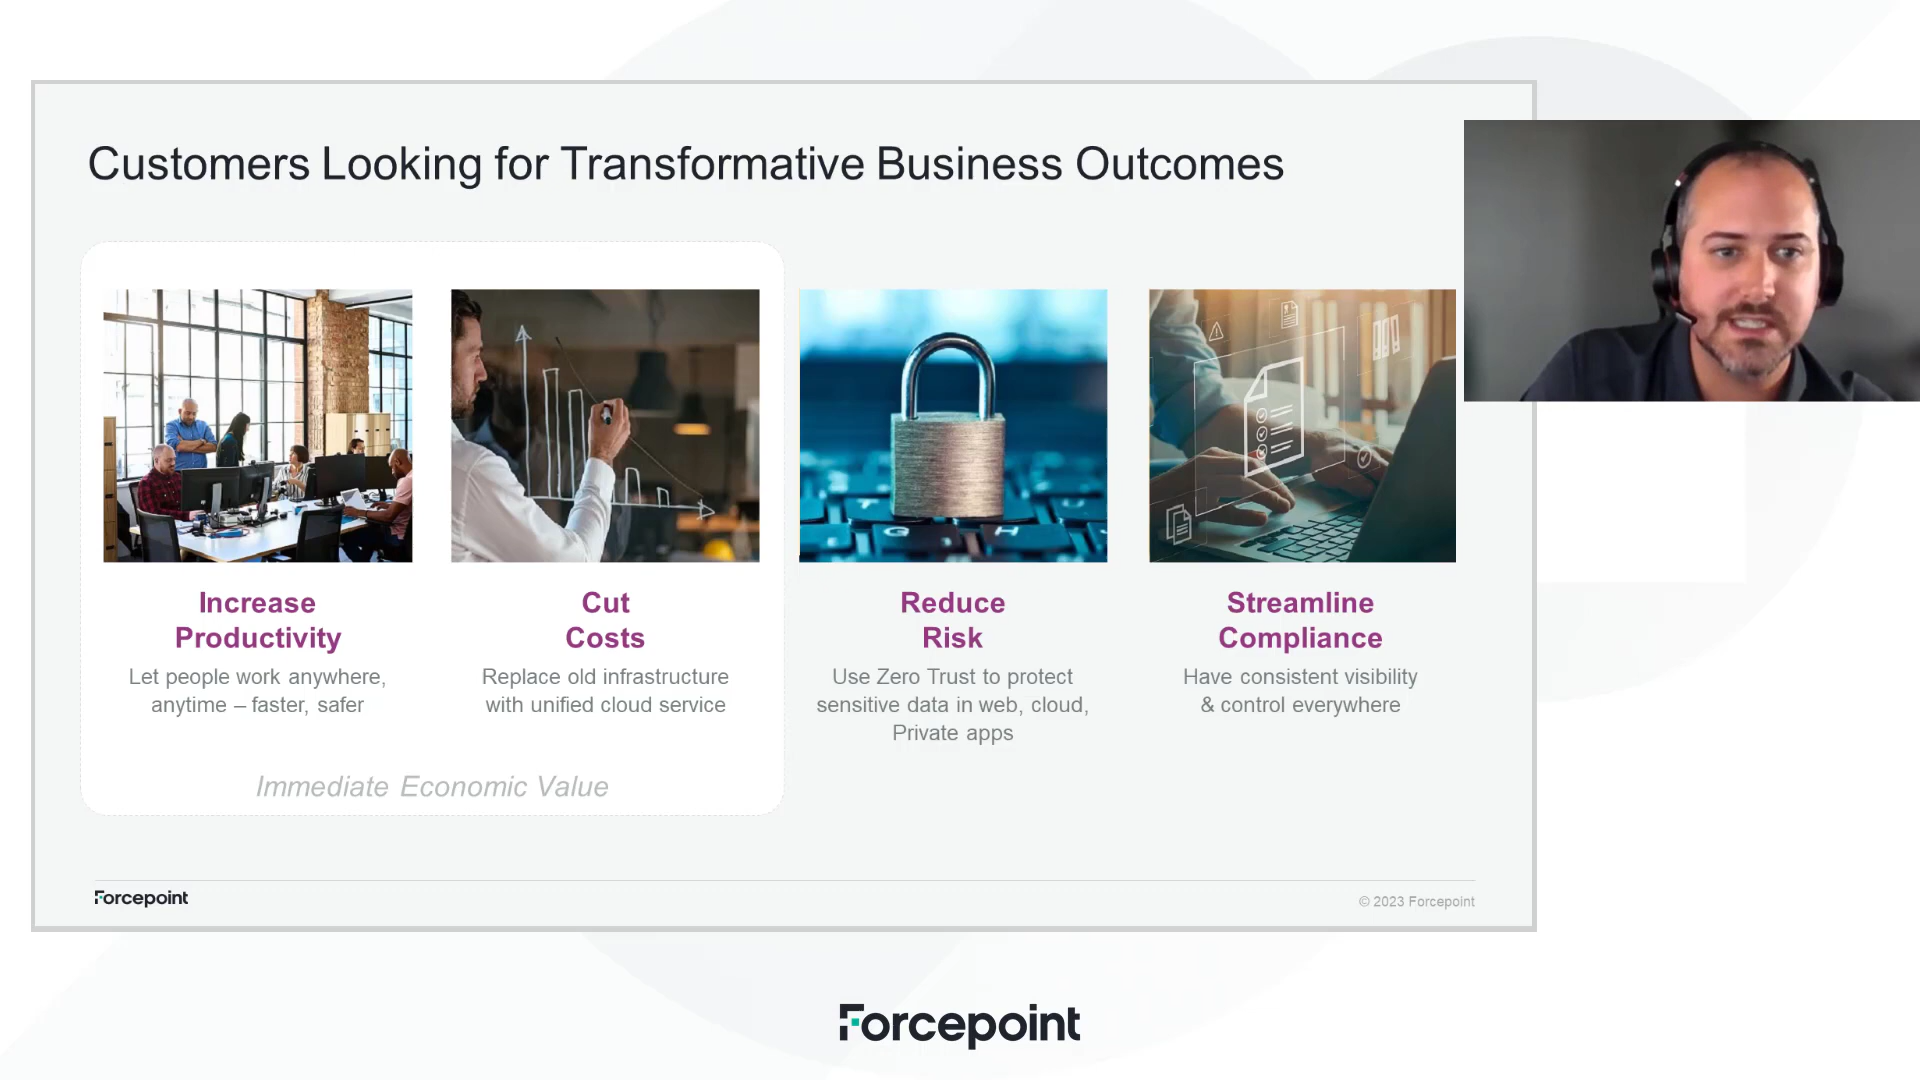 Customers Looking for Transformative Business Outcomes
Increase
Productivity
Let people work anywhere,
anytime – faster, safer
Cut
Costs
Replace old infrastructure
with unified cloud service
Immediate Economic Value
T
G
H
Reduce
Risk
Use Zero Trust to protect
sensitive data in web, cloud,
Private apps
Streamline
Compliance
Have consistent visibility
& control everywhere
Forcepoint
© 2023 Forcepoint
Forcepoint